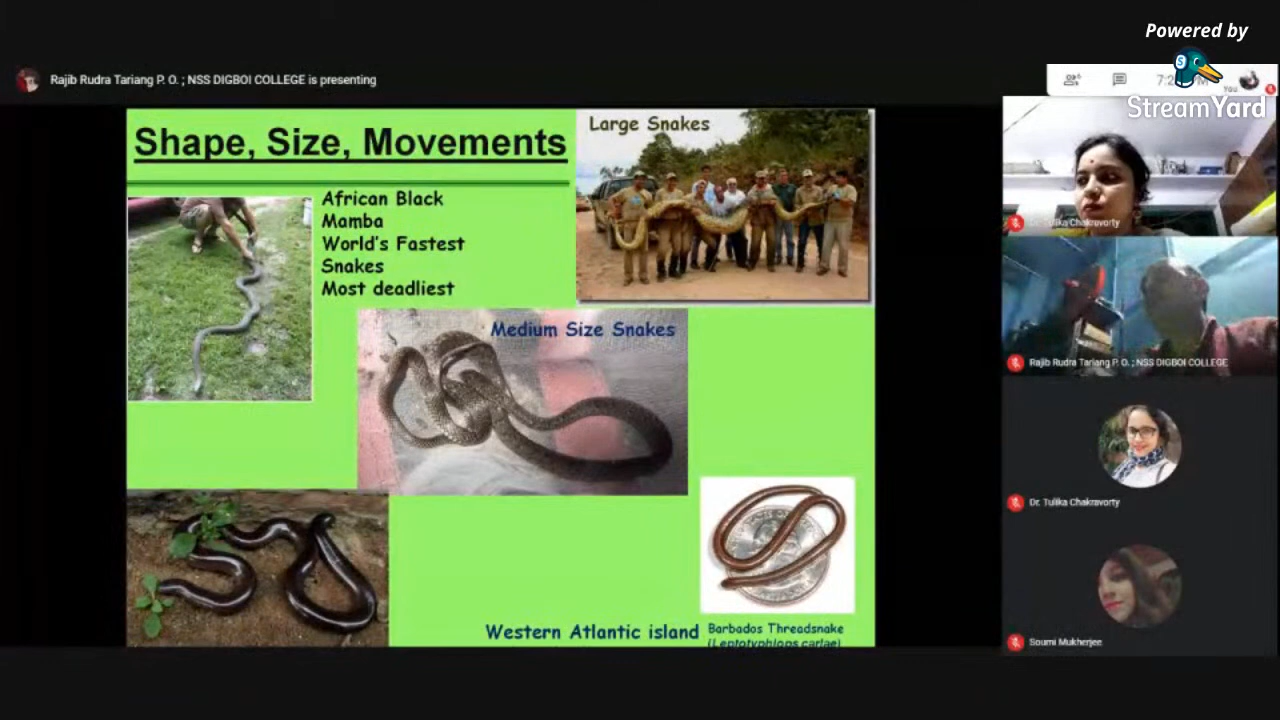 Powered by
StreamYard
Rajib Rudra Tariang P. O. ; NSS DIGBOI COLLEGE is presenting
You
Shape, Size, Movements
Large Snakes
African Black
Mamba
World's Fastest
Snakes
Most deadliest
Medium Size Snakes
Western Atlantic island
Barbados Threadsnake
(Leptotyphlops carlae)
Chakravorty
Rajib Rudra Tariang P. O. ; NSS DIGBOI COLLEGE
Dr. Tulika Chakravorty
Soumi Mukherjee